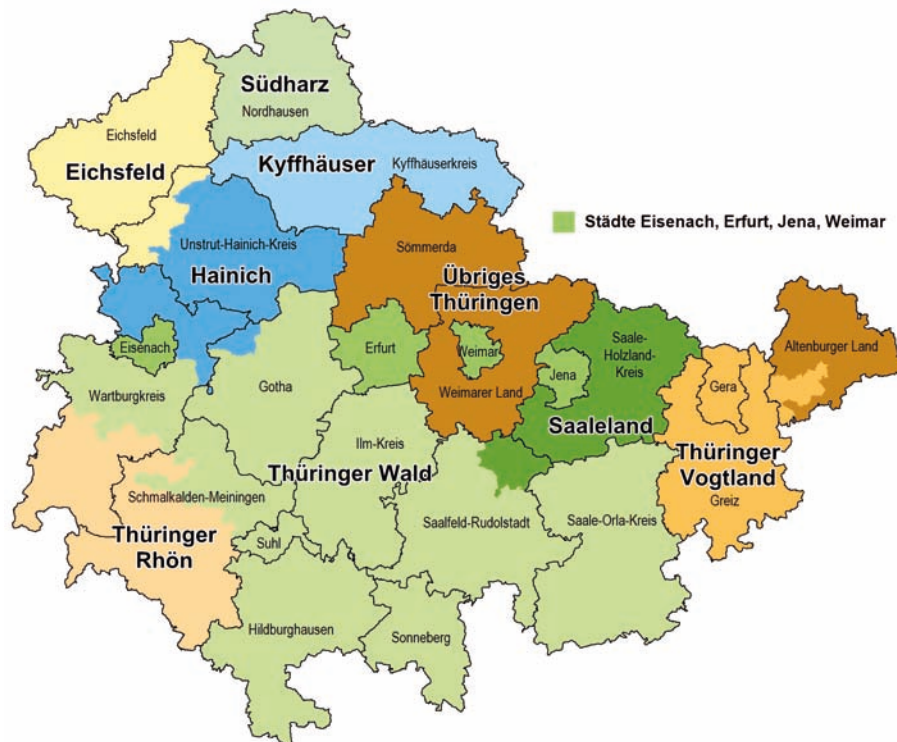 Südharz
Nordhausen
Eichsfeld
Eichsfeld
Kyffhäuser
Kyffhäuserkreis
Städte Eisenach, Erfurt, Jena, Weimar
Unstrut-Hainich-Kreis
Hainich
Sömmerda
Übriges
Thüringen
Eisenach
Erfurt
Weimar
Saale-
Holzland-
Kreis
Altenburger Land
Wartburgkreis
Gotha
Weimarer Land
Jena
Gera
Saaleland
Ilm-Kreis
Thüringer Wald
Thüringer
Vogtland
Greiz
Schmalkalden-Meiningen
Saalfeld-Rudolstadt
Saale-Orla-Kreis
Thüringer
Rhön
Suhl
Hildburghausen
Sonneberg